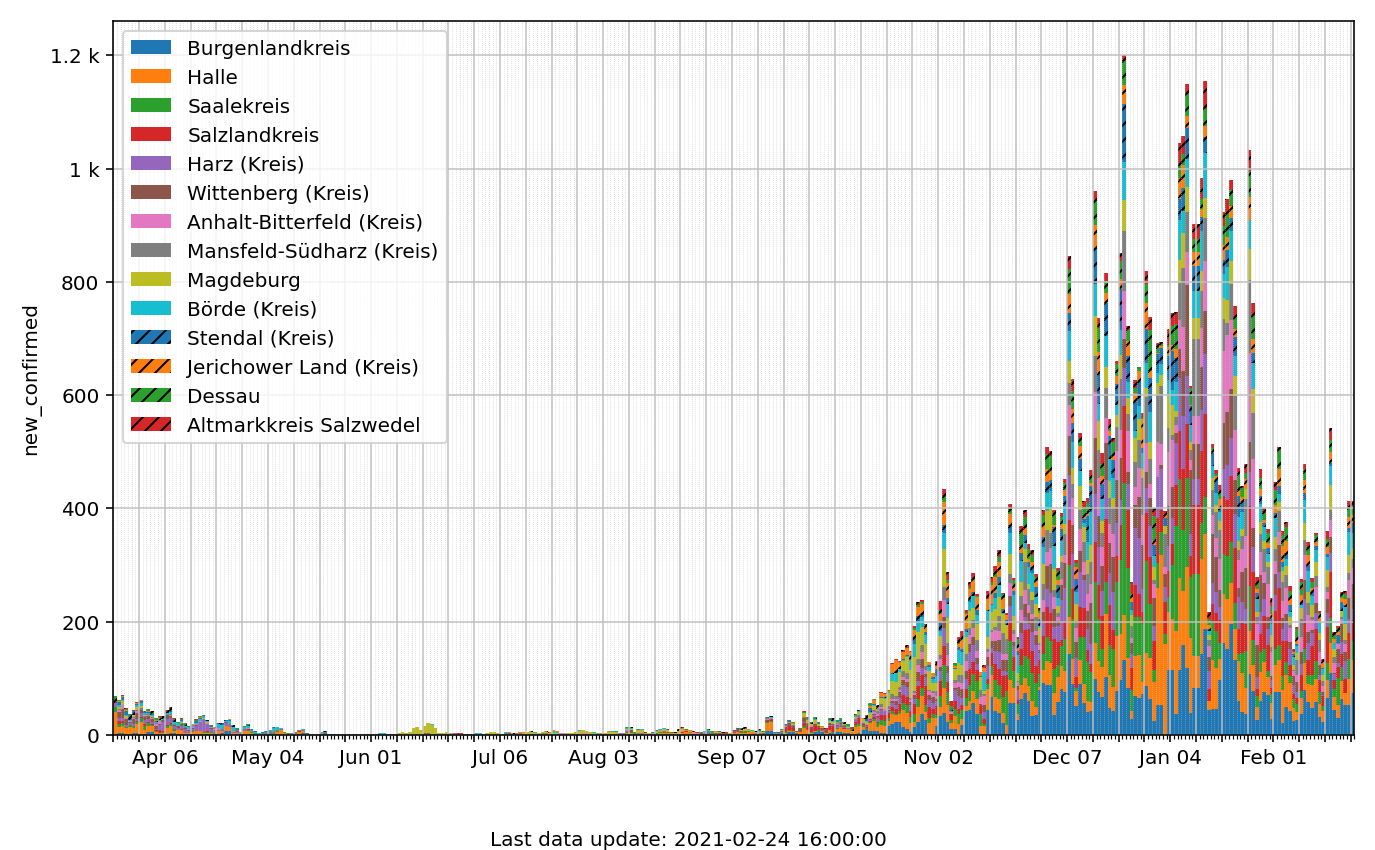 1.2 k
1 k
800
600
400
200
0
new_confirmed
Burgenlandkreis
Halle
Saalekreis
Salzlandkreis
Harz (Kreis)
Wittenberg (Kreis)
Anhalt-Bitterfeld (Kreis)
Mansfeld-Südharz (Kreis)
Magdeburg
Börde (Kreis)
Stendal (Kreis)
Jerichower Land (Kreis)
Dessau
Altmarkkreis Salzwedel
Apr 06 May 04 Jun 01 Jul 06 Aug 03 Sep 07 Oct 05 Nov 02 Dec 07 Jan 04 Feb 01
Last data update: 2021-02-24 16:00:00